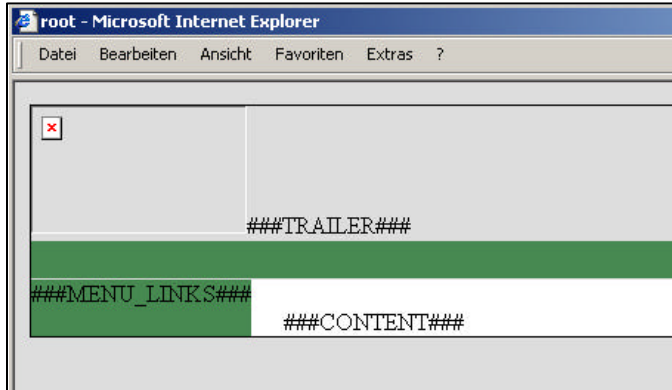 root - Microsoft Internet Explorer
Datei Bearbeiten Ansicht Favoriten Extras ?
###TRAILER###
###MENU_LINKS###
###CONTENT###